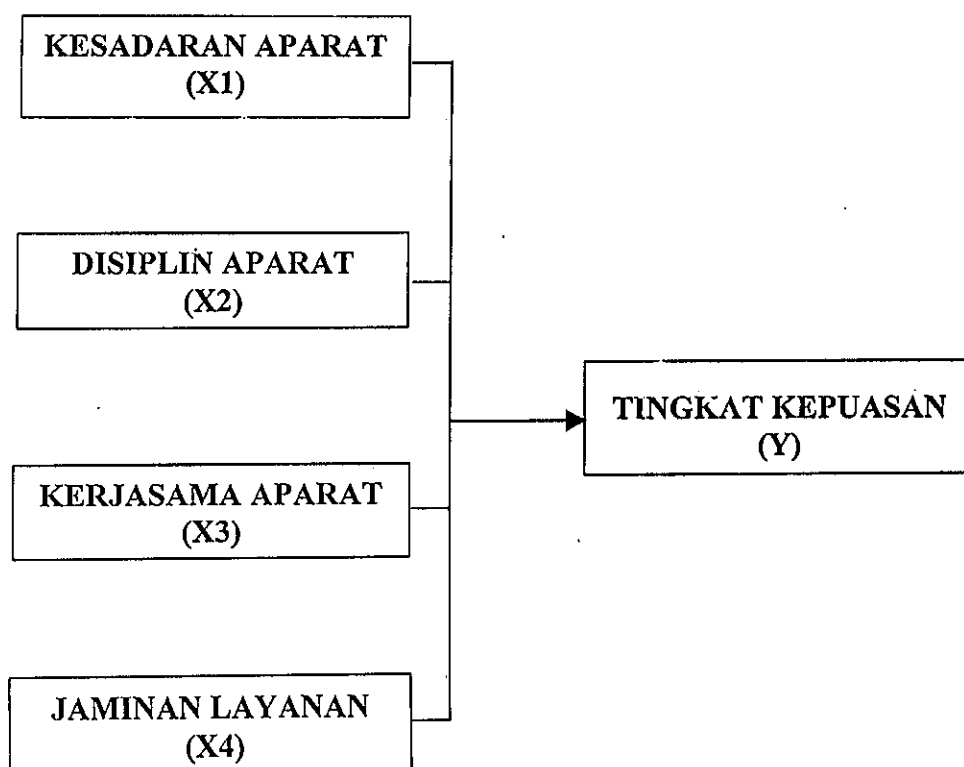 KESADARAN APARAT
(X1)
DISIPLIN APARAT
(X2)
TINGKAT KEPUASAN
(Y)
KERJASAMA APARAT
(X3)
JAMINAN LAYANAN
(X4)